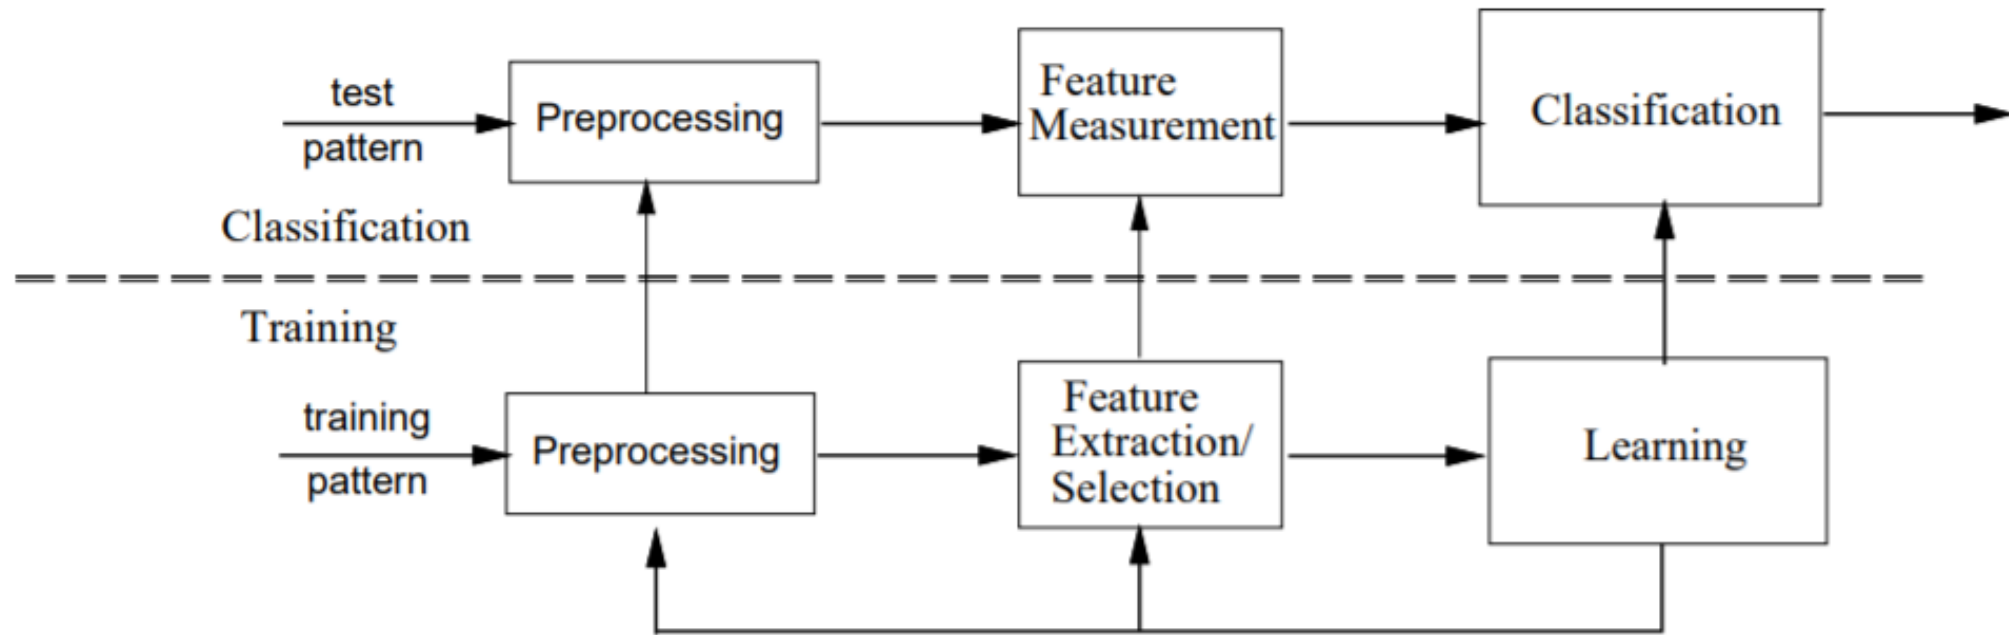 test
pattern
Preprocessing
Feature
Measurement
Classification
Classification
Training
training
pattern
Preprocessing
Feature
Extraction/
Selection
Learning